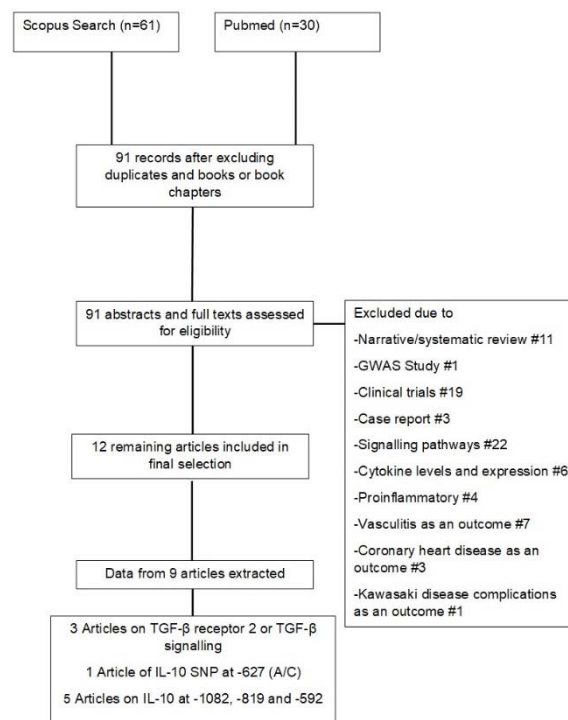 Scopus Search (n=61)
Pubmed (n=30)
91 records after excluding
duplicates and books or book
chapters
91 abstracts and full texts assessed
for eligibility
Excluded due to
-Narrative/systematic review #11
-GWAS Study #1
-Clinical trials #19
-Case report #3
-Signalling pathways #22
-Cytokine levels and expression #6
-Proinflammatory #4
-Vasculitis as an outcome #7
-Coronary heart disease as an
outcome #3
-Kawasaki disease complications
as an outcome #1
12 remaining articles included in
final selection
Data from 9 articles extracted
3 Articles on TGF-β receptor 2 or TGF-β
signalling
1 Article of IL-10 SNP at -627 (A/C)
5 Articles on IL-10 at -1082, -819 and -592